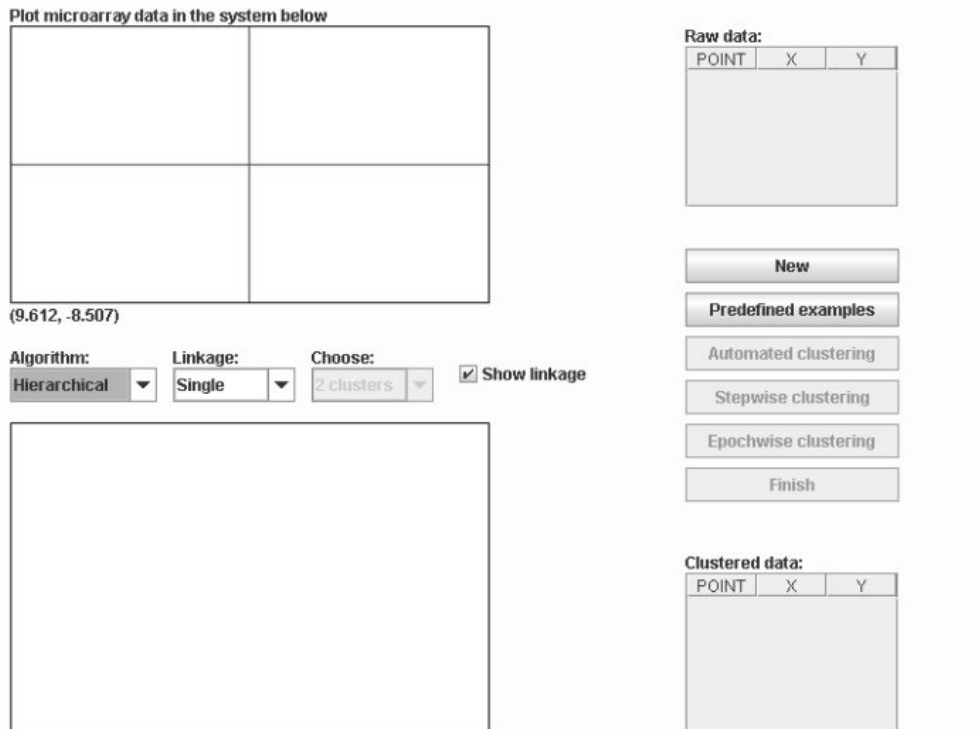 Plot microarray data in the system below
Raw data:
POINT X Y
(9.612, -8.507)
New
Predefined examples
Automated clustering
Stepwise clustering
Epochwise clustering
Finish
Algorithm: Linkage: Choose:
Hierarchical Single 2 clusters Show linkage
Clustered data:
POINT X Y